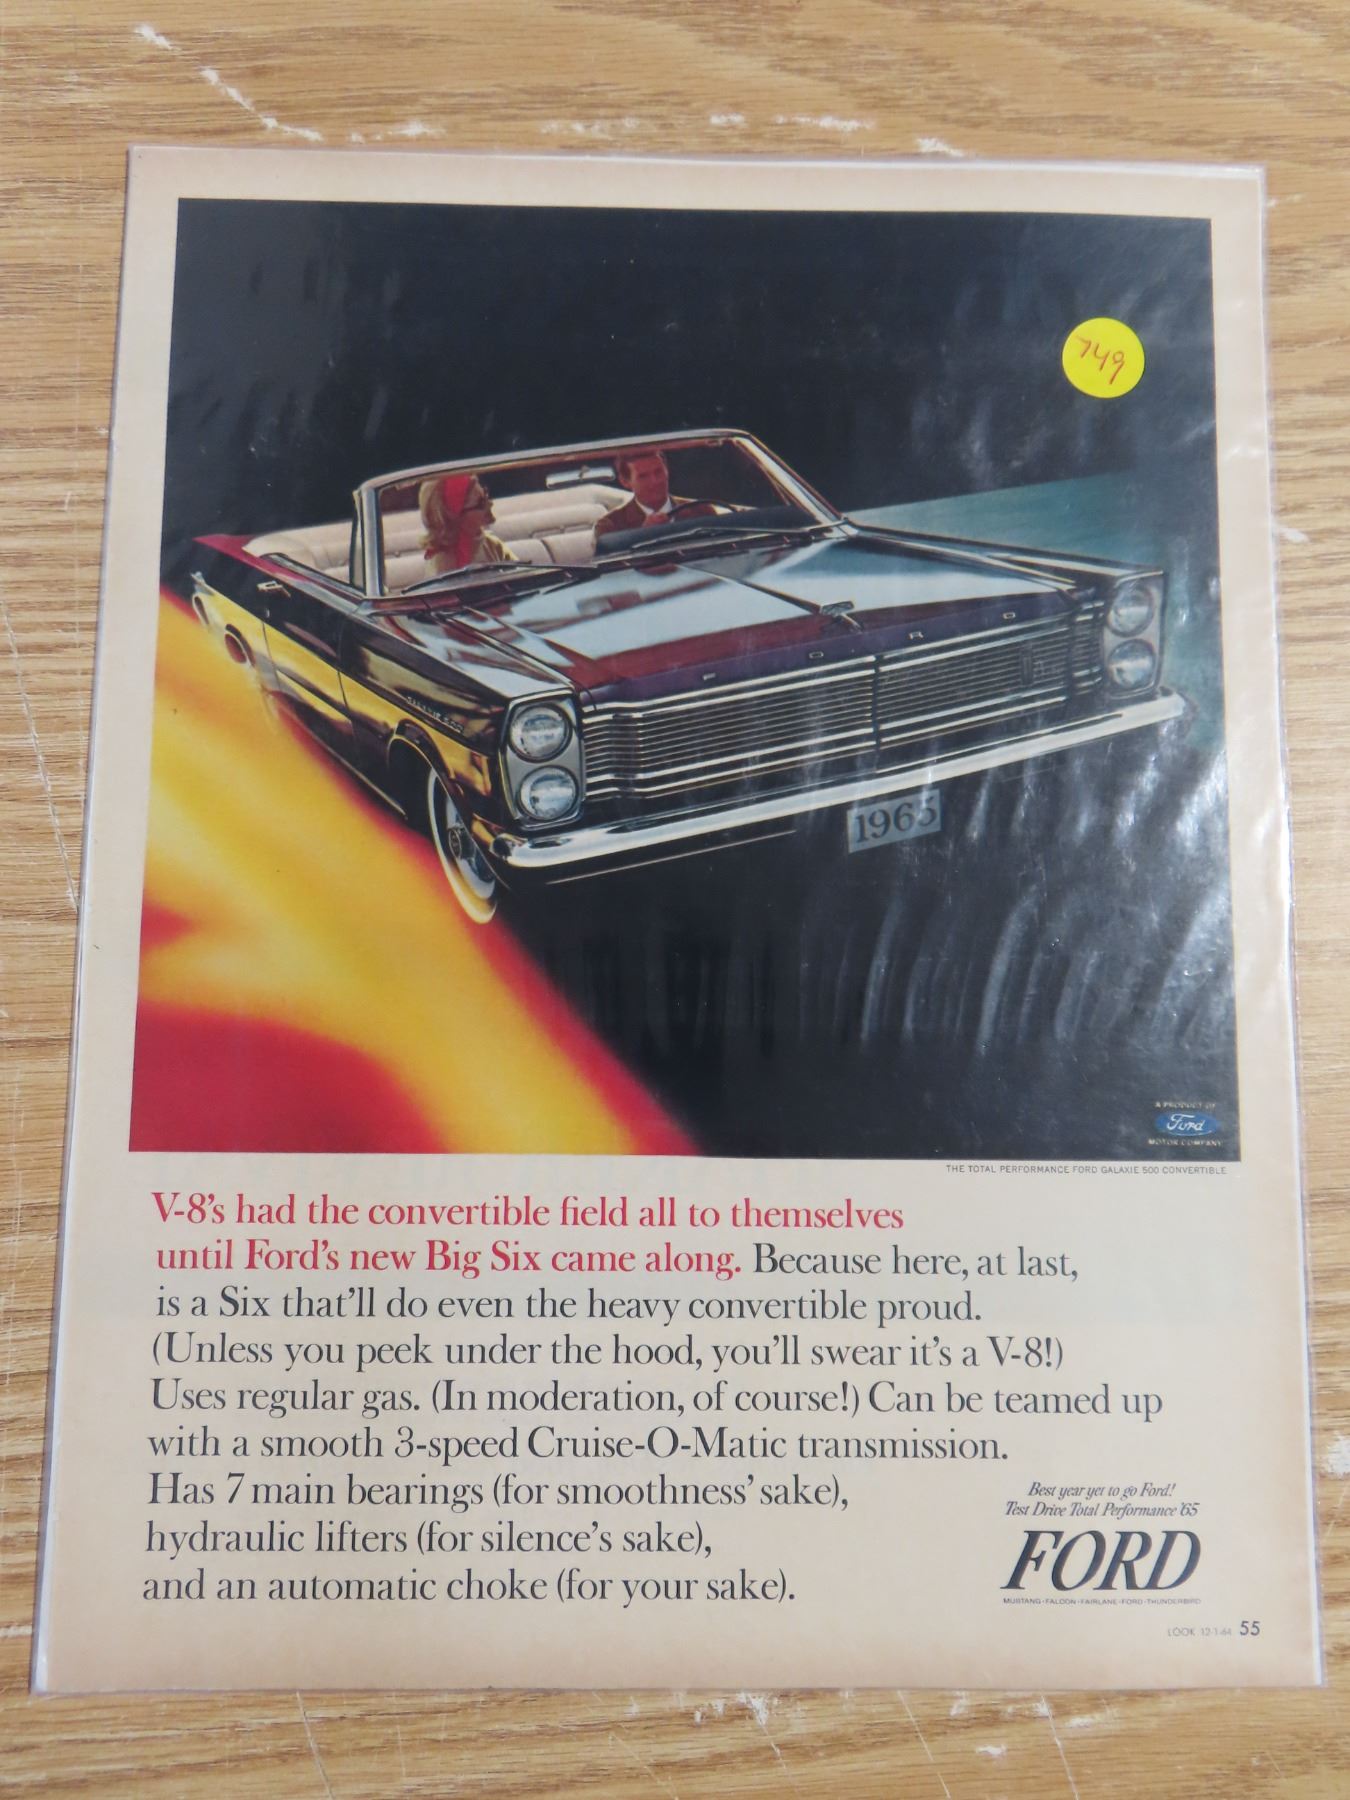 749
GALAXIE 500
F O R D
1965
A PRODUCT OF
Ford
MOTOR COMPANY
THE TOTAL PERFORMANCE FORD GALAXIE 500 CONVERTIBLE
V-8's had the convertible field all to themselves
until Ford's new Big Six came along. Because here, at last,
is a Six that'll do even the heavy convertible proud.
(Unless you peek under the hood, you'll swear it's a V-8!)
Uses regular gas. (In moderation, of course!) Can be teamed up
with a smooth 3-speed Cruise-O-Matic transmission.
Has 7 main bearings (for smoothness' sake),
hydraulic lifters (for silence's sake),
and an automatic choke (for your sake).
Best year yet to go Ford!
Test Drive Total Performance '65
FORD
MUSTANG·FALCON·FAIRLANE·FORD·THUNDERBIRD
LOOK 12-1-64 55